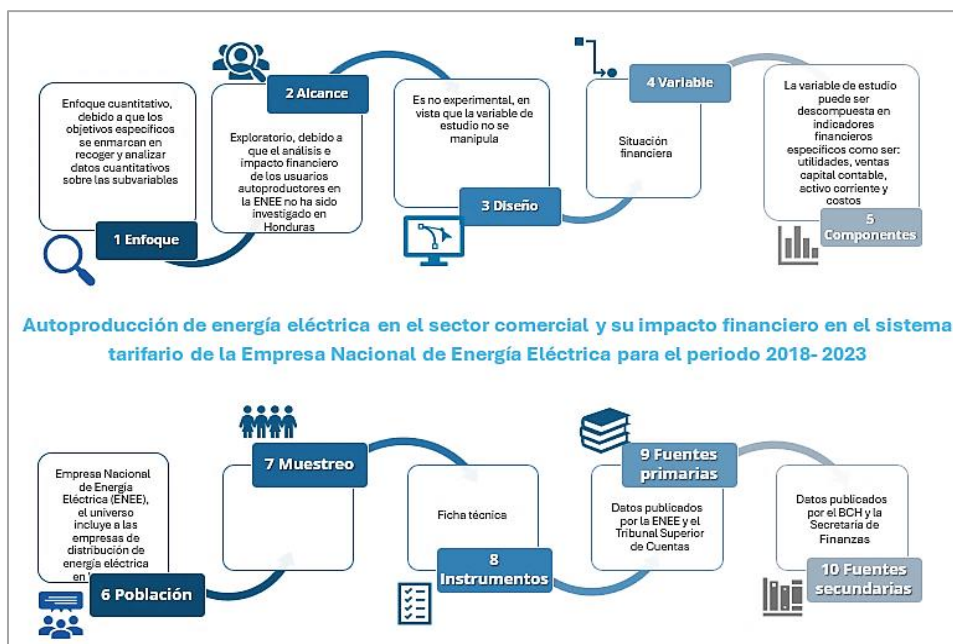 Enfoque cuantitativo,
debido a que los
objetivos específicos
se enmarcan en
recoger y analizar
datos cuantitativos
sobre las subvariables
1 Enfoque
2 Alcance
Exploratorio, debido a
que el análisis e
impacto financiero
de los usuarios
autoproductores en
la ENEE no ha sido
investigado en
Honduras
Es no experimental, en
vista que la variable de
estudio no se
manipula
3 Diseño
4 Variable
Situación
financiera
La variable de estudio
puede ser
descompuesta en
indicadores
financieros
específicos como ser:
utilidades, ventas
capital contable,
activo corriente y
costos
5
Componentes
Autoproducción de energía eléctrica en el sector comercial y su impacto financiero en el sistema
tarifario de la Empresa Nacional de Energía Eléctrica para el periodo 2018- 2023
Empresa Nacional
de Energía
Eléctrica (ENEE),
el universo
incluye a las
empresas de
distribución de
energía eléctrica
en
6 Población
7 Muestreo
Ficha técnica
8
Instrumentos
9 Fuentes
primarias
Datos publicados
por la ENEE y el
Tribunal Superior
de Cuentas
Datos publicados
por el BCH y la
Secretaría de
Finanzas
10 Fuentes
secundarias